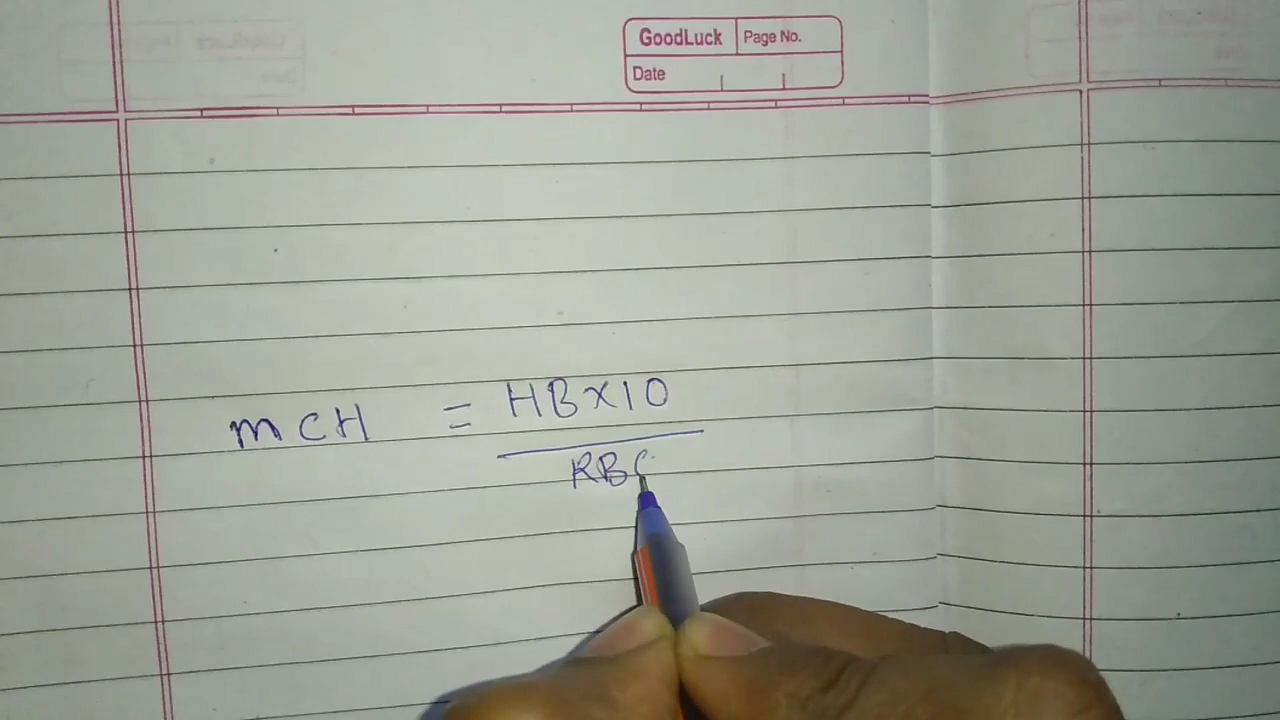 GoodLuck Page No.
Date
mCH = HB×10
RBC